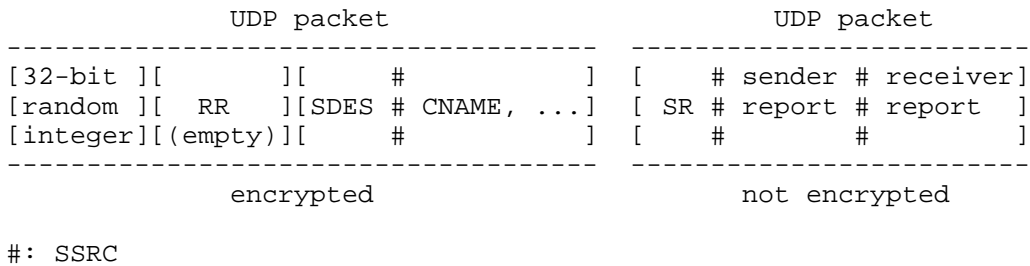 UDP packet                        UDP packet
-------------------------------------  -------------------------
[32-bit ][       ][     #           ]  [    # sender # receiver]
[random ][  RR   ][SDES # CNAME, ...]  [ SR # report # report  ]
[integer][(empty)][     #           ]  [    #        #         ]
-------------------------------------  -------------------------
              encrypted                       not encrypted

#: SSRC